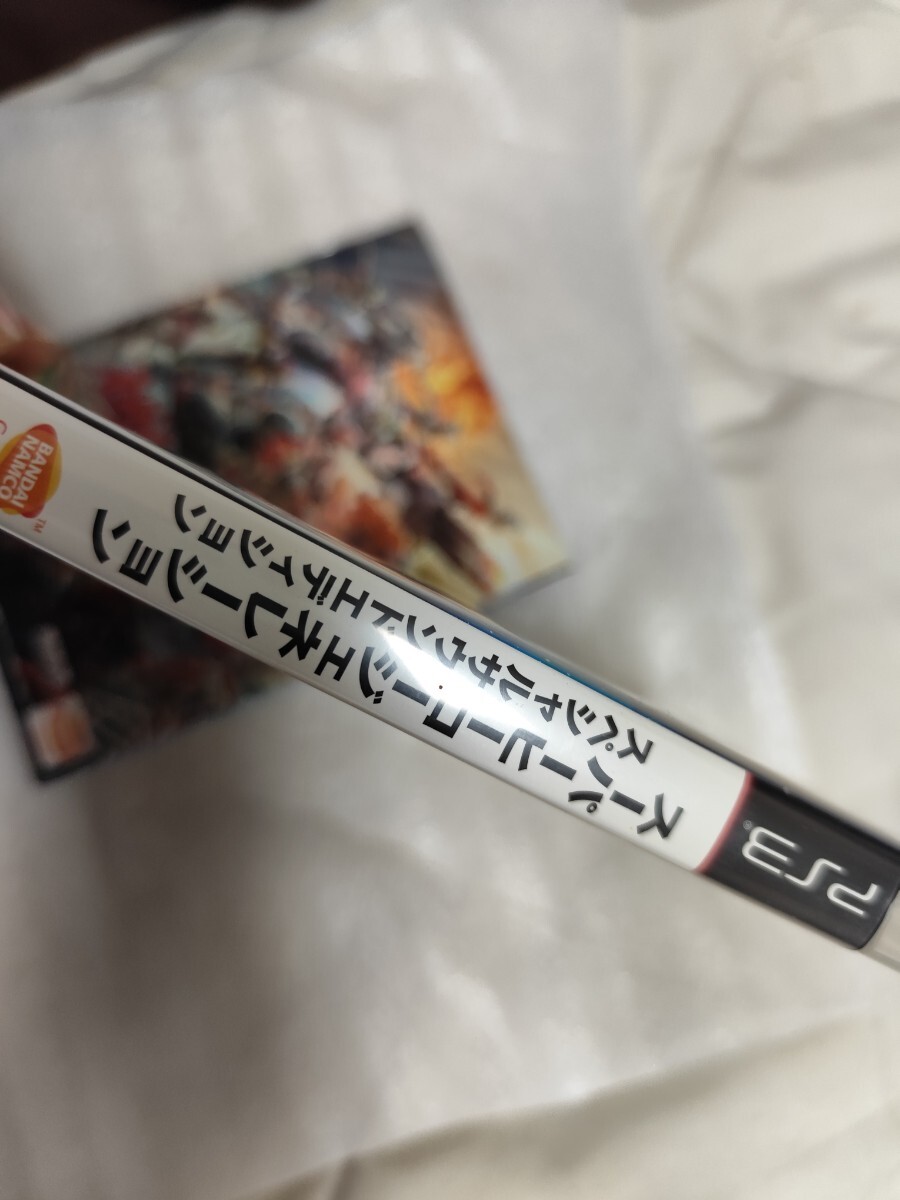 PS3®
スーパーヒーロージェネレーション
スペシャルサウンドエディション
BANDAI
NAMCO
TM